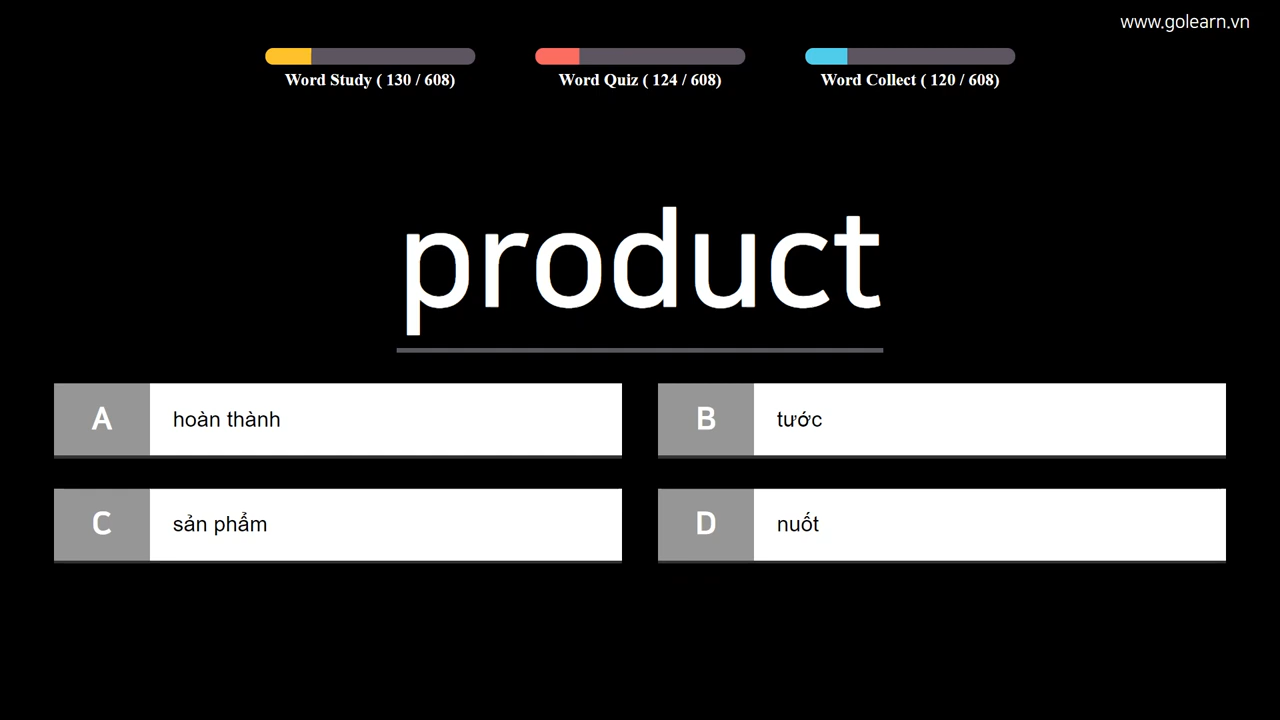 www.golearn.vn
Word Study ( 130 / 608)
Word Quiz ( 124 / 608)
Word Collect ( 120 / 608)
product
A hoàn thành
B tước
C sản phẩm
D nuốt